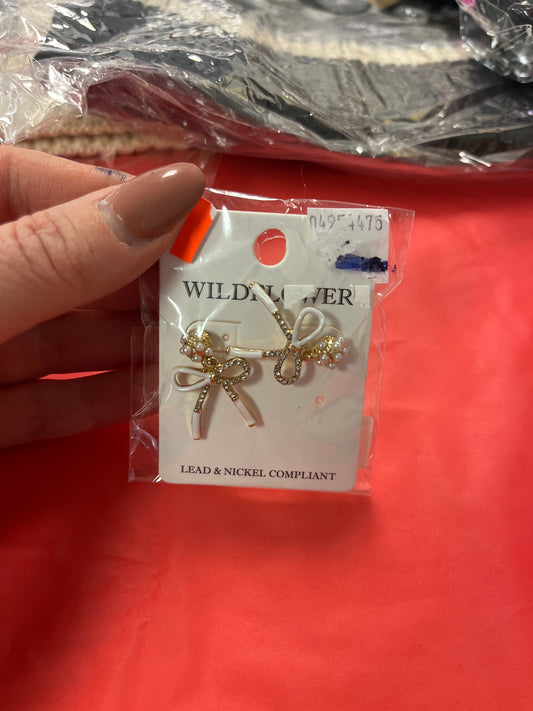 04954475
WILDFLOWER
LEAD & NICKEL COMPLIANT